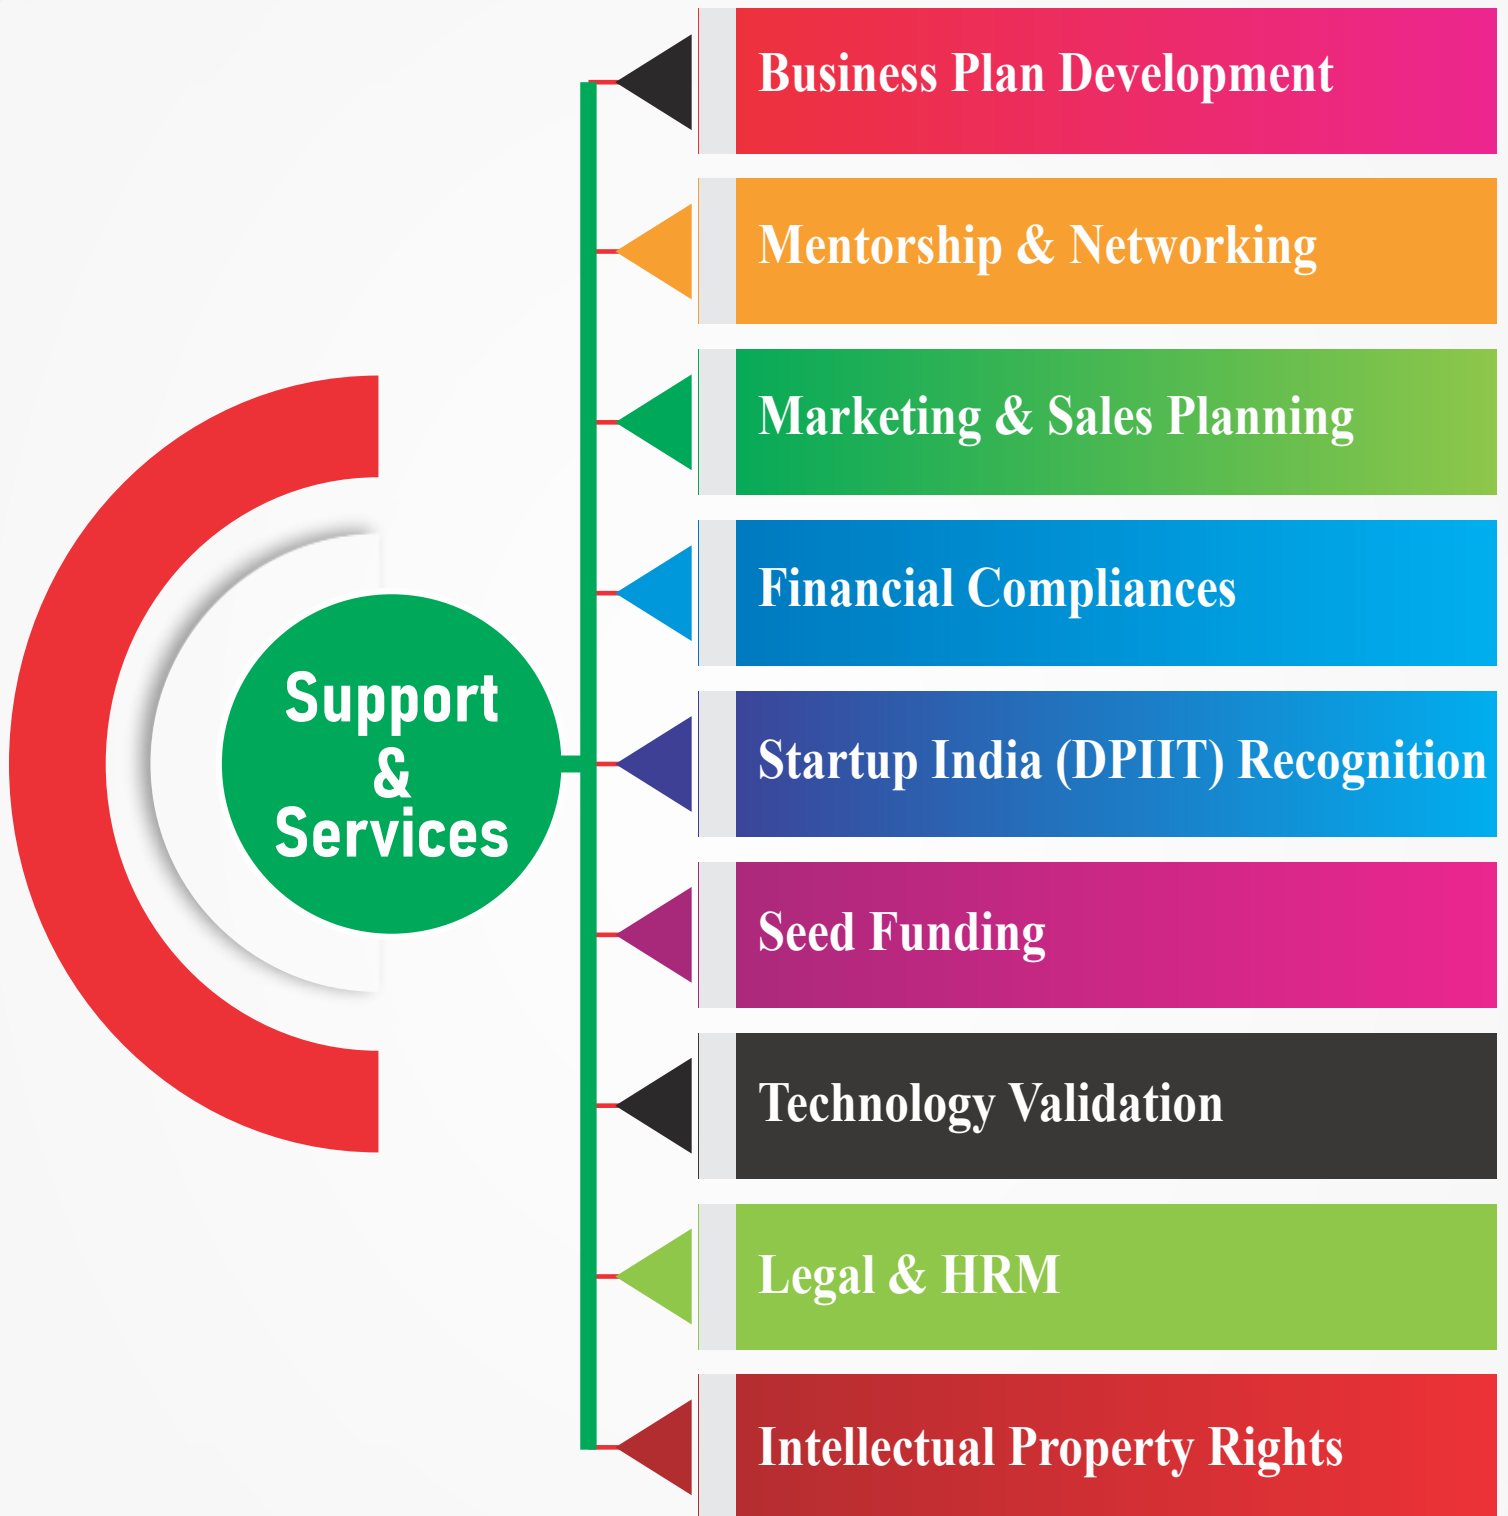 Business Plan Development
Mentorship & Networking
Marketing & Sales Planning
Financial Compliances
Support
&
Services
Startup India (DPIIT) Recognition
Seed Funding
Technology Validation
Legal & HRM
Intellectual Property Rights